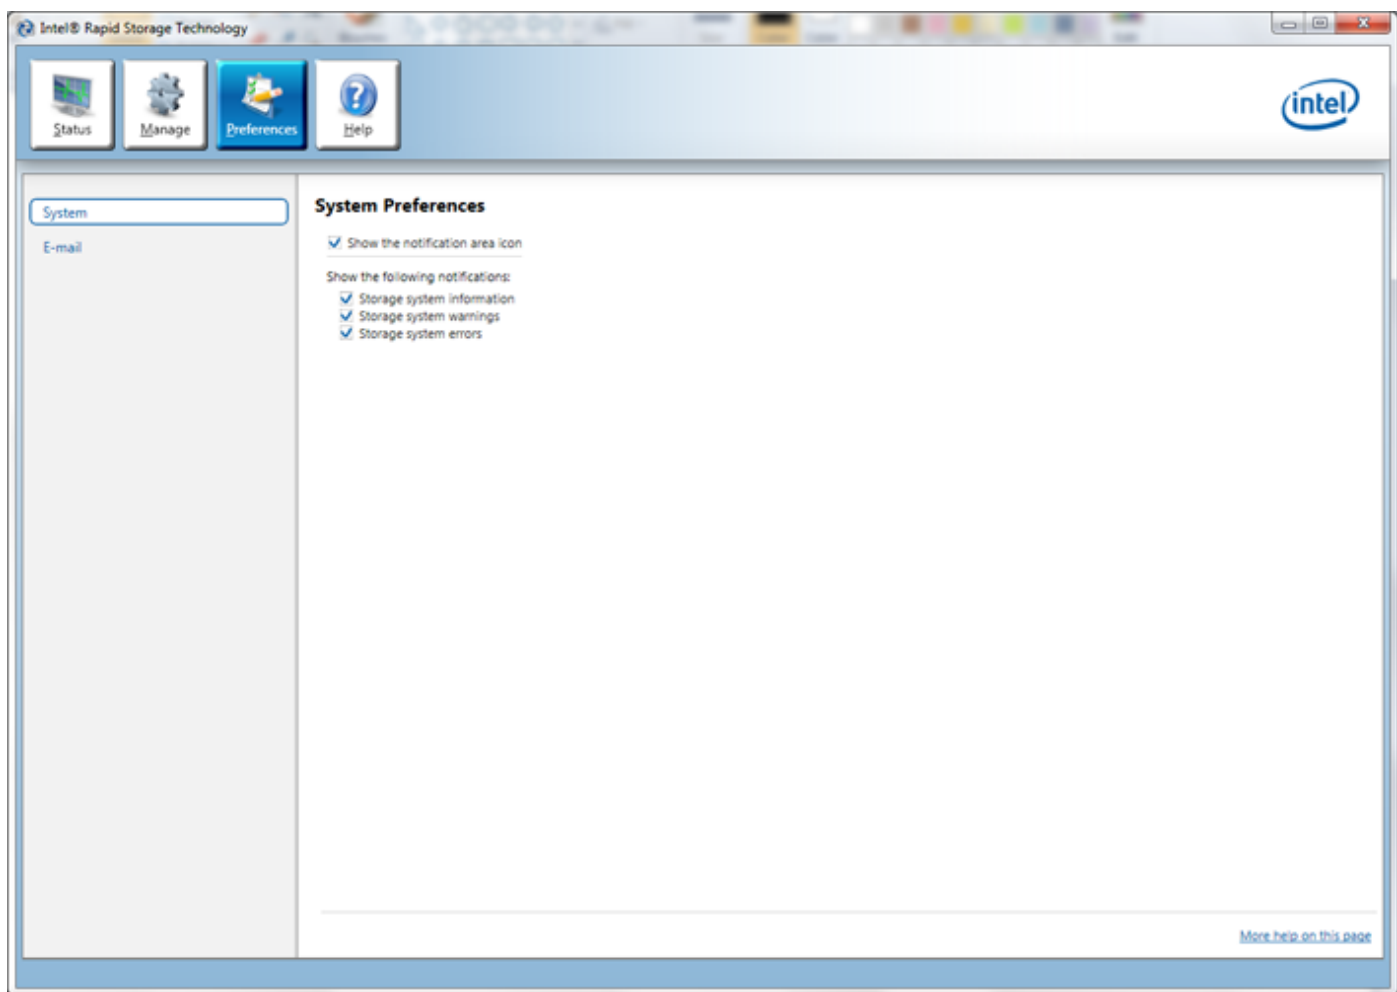 Intel® Rapid Storage Technology
Status
Manage
Preferences
Help
intel
System
E-mail
System Preferences
Show the notification area icon
Show the following notifications:
Storage system information
Storage system warnings
Storage system errors
More help on this page